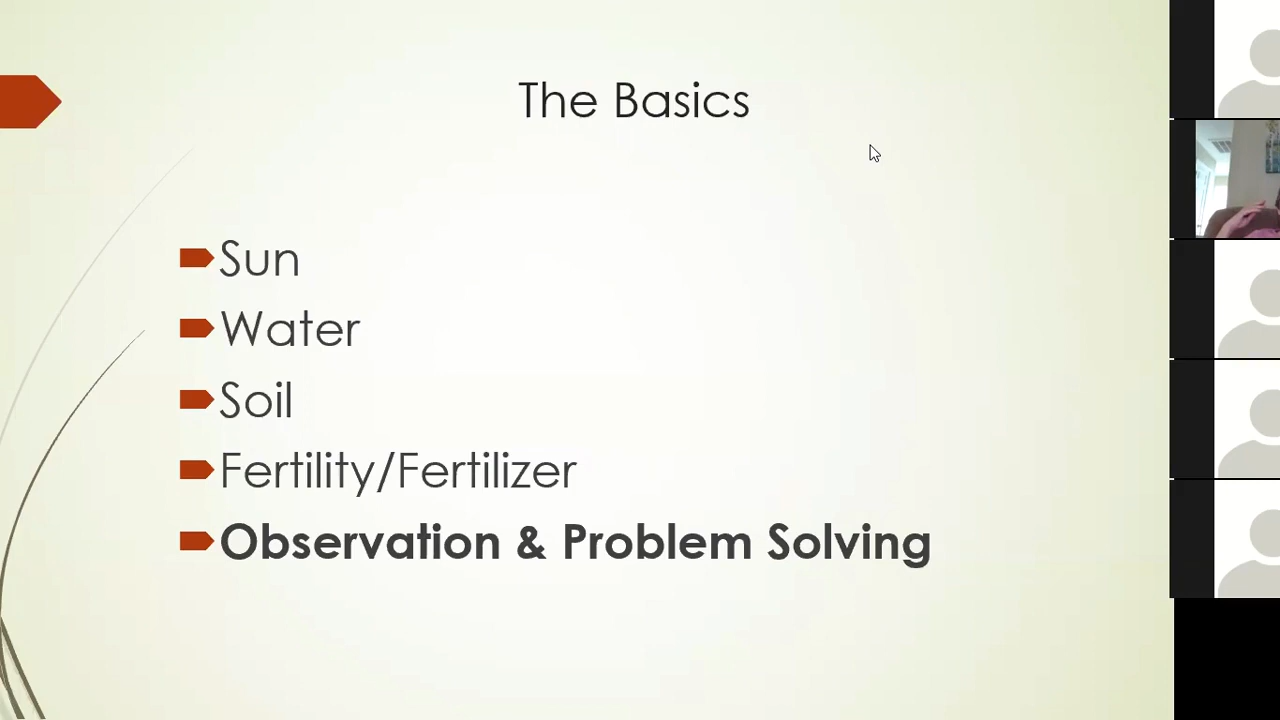 The Basics
Sun
Water
Soil
Fertility/Fertilizer
Observation & Problem Solving